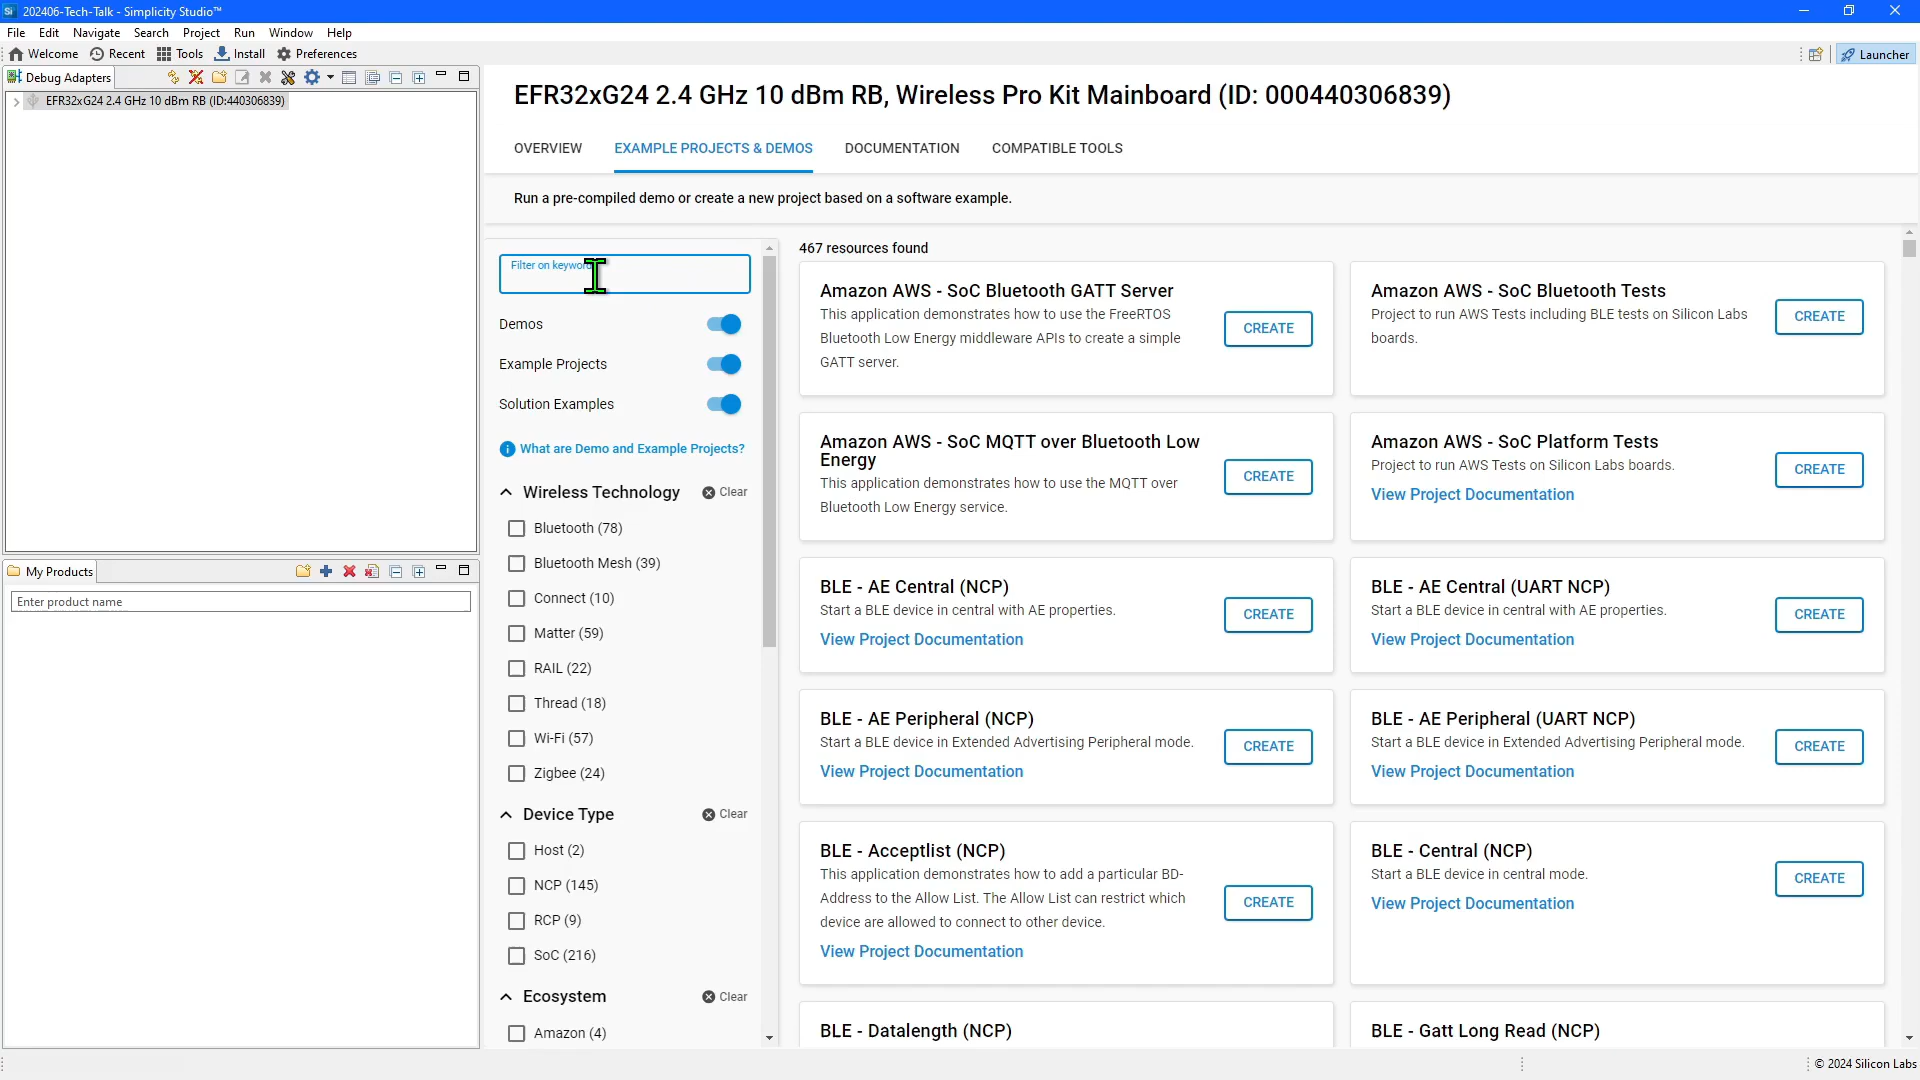 202406-Tech-Talk - Simplicity Studio™
File Edit Navigate Search Project Run Window Help
Welcome Recent Tools Install Preferences
Launcher
Debug Adapters
EFR32xG24 2.4 GHz 10 dBm RB (ID:440306839)
My Products
Enter product name
EFR32xG24 2.4 GHz 10 dBm RB, Wireless Pro Kit Mainboard (ID: 000440306839)
OVERVIEW EXAMPLE PROJECTS & DEMOS DOCUMENTATION COMPATIBLE TOOLS
Run a pre-compiled demo or create a new project based on a software example.
Filter on keywords
Demos
Example Projects
Solution Examples
What are Demo and Example Projects?
Wireless Technology Clear
Bluetooth (78)
Bluetooth Mesh (39)
Connect (10)
Matter (59)
RAIL (22)
Thread (18)
Wi-Fi (57)
Zigbee (24)
Device Type Clear
Host (2)
NCP (145)
RCP (9)
SoC (216)
Ecosystem Clear
Amazon (4)
467 resources found
Amazon AWS - SoC Bluetooth GATT Server
This application demonstrates how to use the FreeRTOS
Bluetooth Low Energy middleware APIs to create a simple
GATT server.
CREATE
Amazon AWS - SoC Bluetooth Tests
Project to run AWS Tests including BLE tests on Silicon Labs
boards.
CREATE
Amazon AWS - SoC MQTT over Bluetooth Low
Energy
This application demonstrates how to use the MQTT over
Bluetooth Low Energy service.
CREATE
Amazon AWS - SoC Platform Tests
Project to run AWS Tests on Silicon Labs boards.
View Project Documentation
CREATE
BLE - AE Central (NCP)
Start a BLE device in central with AE properties.
View Project Documentation
CREATE
BLE - AE Central (UART NCP)
Start a BLE device in central with AE properties.
View Project Documentation
CREATE
BLE - AE Peripheral (NCP)
Start a BLE device in Extended Advertising Peripheral mode.
View Project Documentation
CREATE
BLE - AE Peripheral (UART NCP)
Start a BLE device in Extended Advertising Peripheral mode.
View Project Documentation
CREATE
BLE - Acceptlist (NCP)
This application demonstrates how to add a particular BD-
Address to the Allow List. The Allow List can restrict which
device are allowed to connect to other device.
View Project Documentation
CREATE
BLE - Central (NCP)
Start a BLE device in central mode.
View Project Documentation
CREATE
BLE - Datalength (NCP)
BLE - Gatt Long Read (NCP)
© 2024 Silicon Labs